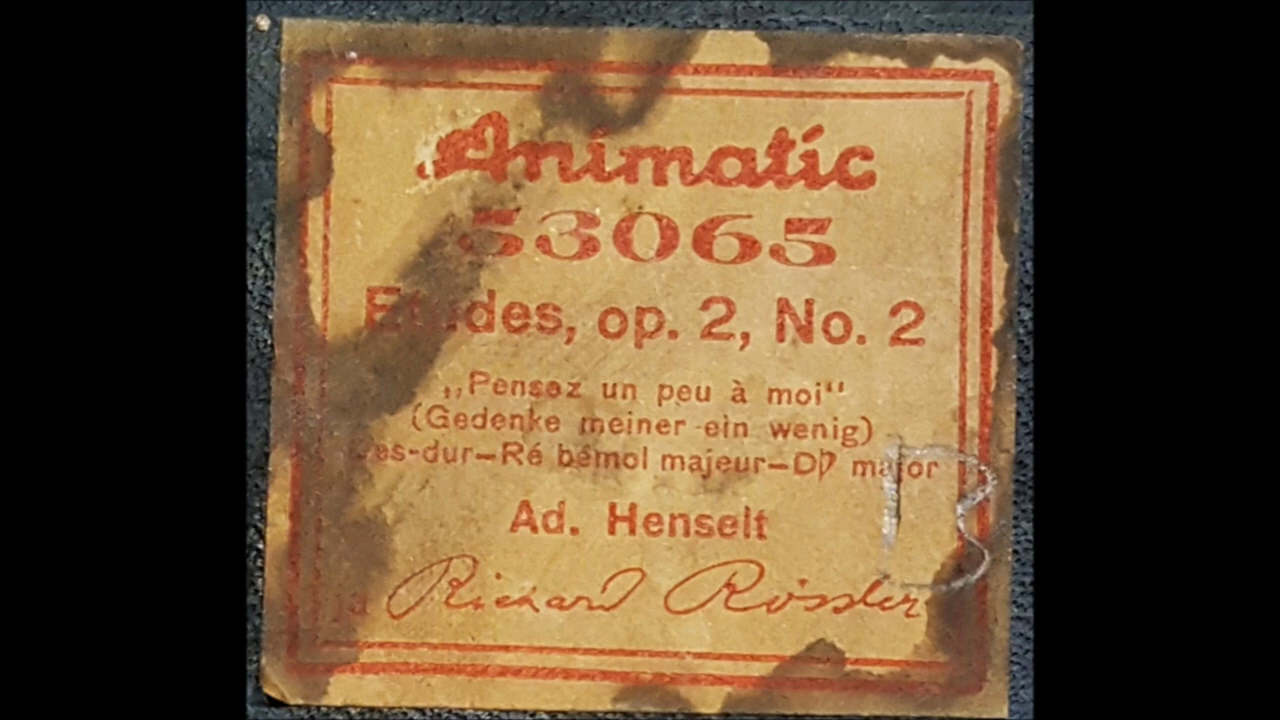 Animatic
53065
Etudes, op. 2, No. 2
„Pensez un peu à moi“
(Gedenke meiner ein wenig)
Des-dur—Ré bémol majeur—D♭ major
Ad. Henselt
Richard Rössler
B